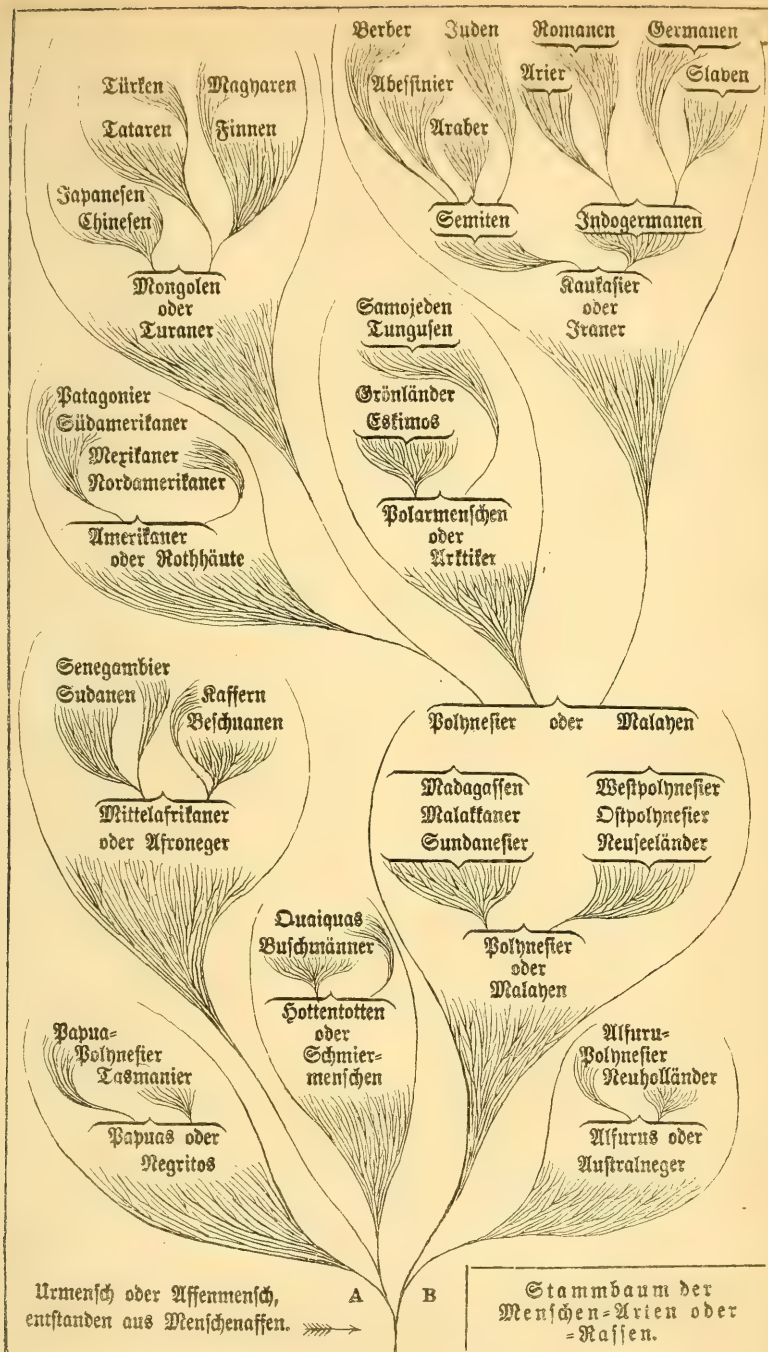 Berber Juden Romanen Germanen
Türken Magyaren Abessinier Arier Slaven
Tataren Finnen Araber
Japanesen
Chinesen Semiten Indogermanen
Mongolen
oder
Turaner
Kaukasier
oder
Iraner
Samojeden
Tungusen
Patagonier
Südamerikaner
Mexikaner
Nordamerikaner
Grönländer
Eskimos
Amerikaner
oder Rothhäute
Polarmenschen
oder
Arktiker
Senegambier
Sudanen
Kaffern
Beschuanen
Polynesier oder Malayen
Mittelafrikaner
oder Afroneger
Madagassen
Malakkaner
Sundanesier
Westpolynesier
Ostpolynesier
Neuseeländer
Quaiquas
Buschmänner
Polynesier
oder
Malayen
Hottentotten
oder
Schmier-
menschen
Papua-
Polynesier
Tasmanier
Alfuru-
Polynesier
Neuholländer
Papuas oder
Negritos
Alfurus oder
Australneger
Urmensch oder Affenmensch,
entstanden aus Menschenaffen.
A B
Stammbaum der
Menschen-Arten oder
-Rassen.